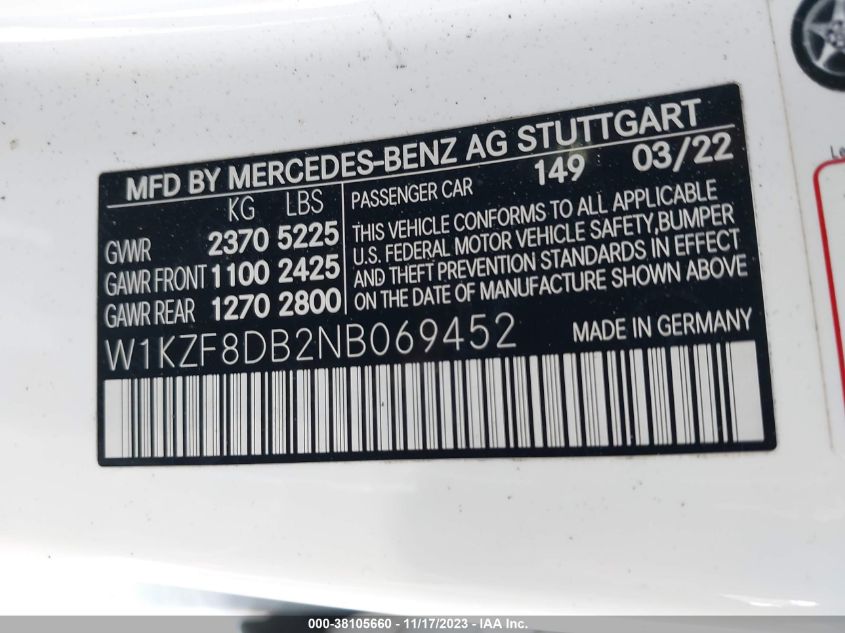 MFD BY MERCEDES-BENZ AG STUTTGART
KG LBS
GVWR 2370 5225
GAWR FRONT 1100 2425
GAWR REAR 1270 2800
PASSENGER CAR 149 03/22
THIS VEHICLE CONFORMS TO ALL APPLICABLE
U.S. FEDERAL MOTOR VEHICLE SAFETY, BUMPER
AND THEFT PREVENTION STANDARDS IN EFFECT
ON THE DATE OF MANUFACTURE SHOWN ABOVE
W1KZF8DB2NB069452 MADE IN GERMANY
000-38105660 - 11/17/2023 - IAA Inc.